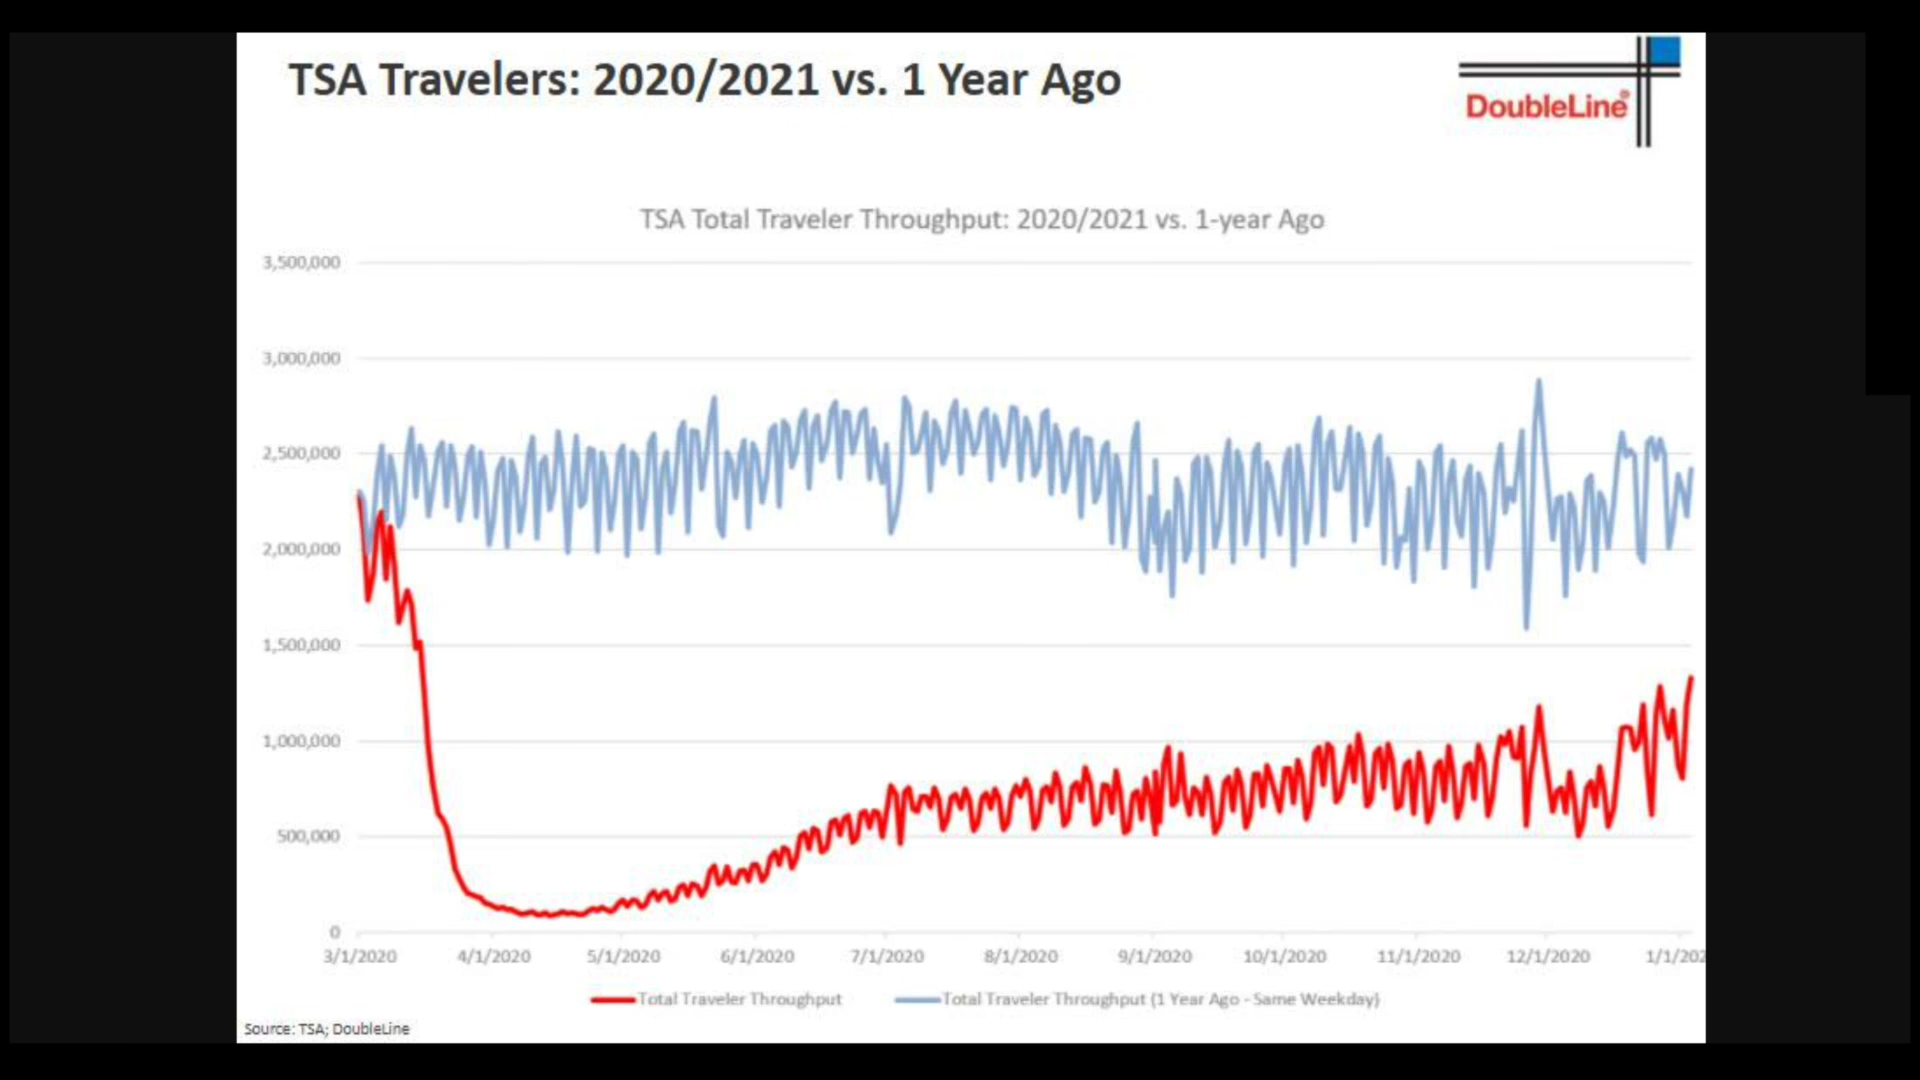 TSA Travelers: 2020/2021 vs. 1 Year Ago
DoubleLine®
TSA Total Traveler Throughput: 2020/2021 vs. 1-year Ago
3,500,000
3,000,000
2,500,000
2,000,000
1,500,000
1,000,000
500,000
0
3/1/2020 4/1/2020 5/1/2020 6/1/2020 7/1/2020 8/1/2020 9/1/2020 10/1/2020 11/1/2020 12/1/2020 1/1/202
Total Traveler Throughput Total Traveler Throughput (1 Year Ago - Same Weekday)
Source: TSA; DoubleLine